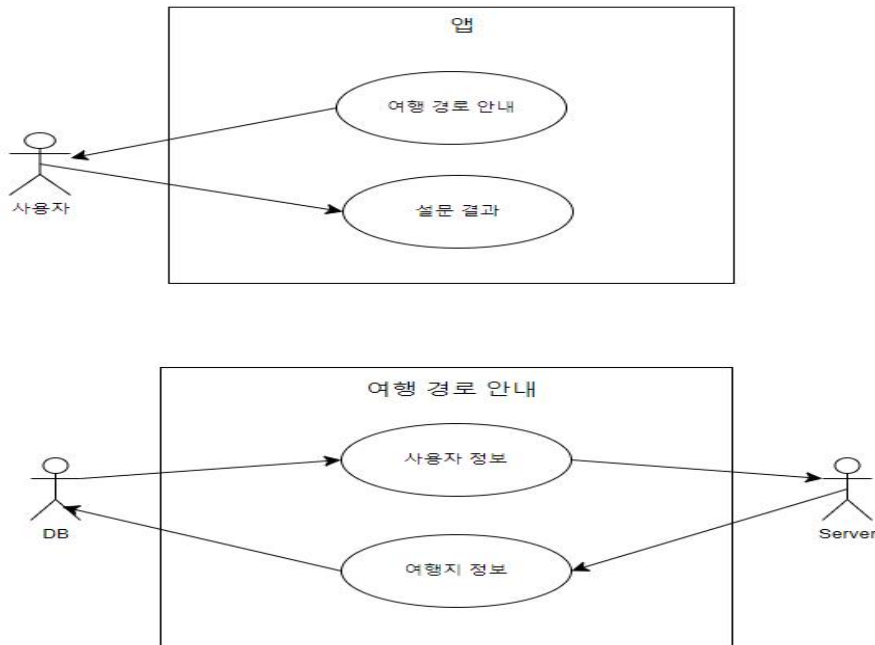 앱
여행 경로 안내
사용자
설문 결과
여행 경로 안내
사용자 정보
DB
Server
여행지 정보